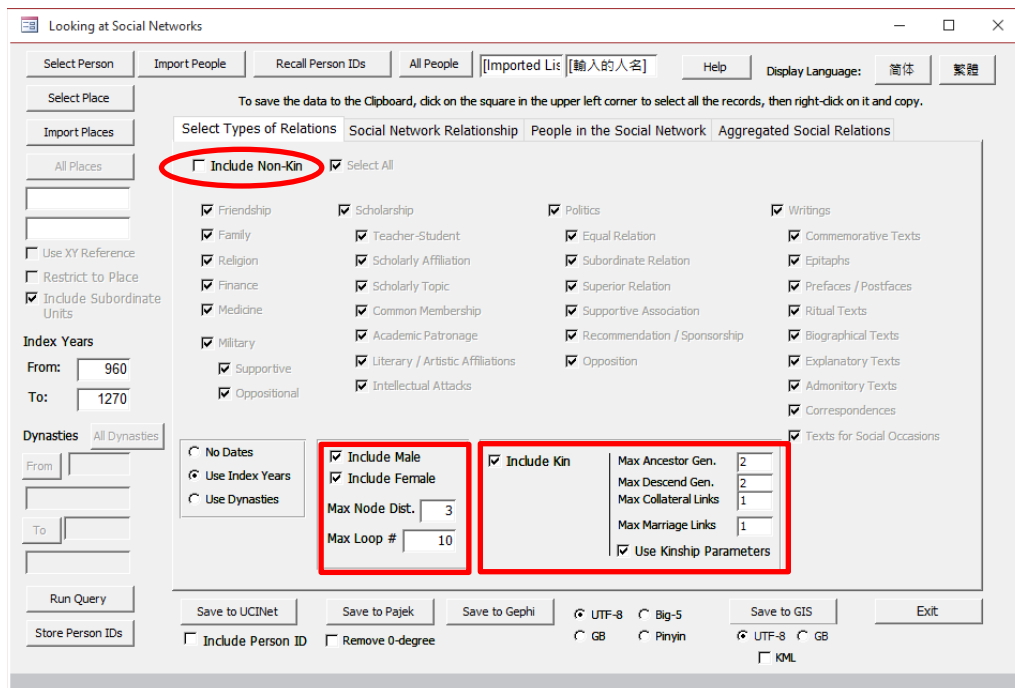 Looking at Social Networks
Select Person Import People Recall Person IDs All People [Imported Lis [輸入的人名] Help Display Language: 简体 繁體
Select Place
To save the data to the Clipboard, click on the square in the upper left corner to select all the records, then right-click on it and copy.
Import Places
Select Types of Relations Social Network Relationship People in the Social Network Aggregated Social Relations
All Places
Include Non-Kin Select All
Friendship Scholarship Politics Writings
Family Teacher-Student Equal Relation Commemorative Texts
Use XY Reference
Religion Scholarly Affiliation Subordinate Relation Epitaphs
Restrict to Place
Finance Scholarly Topic Superior Relation Prefaces / Postfaces
Include Subordinate
Units
Medicine Common Membership Supportive Association Ritual Texts
Index Years
Military Academic Patronage Recommendation / Sponsorship Biographical Texts
From: 960
Supportive Literary / Artistic Affiliations Opposition Explanatory Texts
To: 1270
Oppositional Intellectual Attacks Admonitory Texts
Correspondences
Dynasties All Dynasties
Texts for Social Occasions
From
No Dates Include Male Include Kin Max Ancestor Gen. 2
Use Index Years Include Female Max Descend Gen. 2
Use Dynasties Max Collateral Links 1
Max Node Dist. 3
To
Max Marriage Links 1
Max Loop # 10
Use Kinship Parameters
Run Query
Save to UCINet Save to Pajek Save to Gephi UTF-8 Big-5 Save to GIS Exit
Store Person IDs
Include Person ID Remove 0-degree GB Pinyin UTF-8 GB
KML